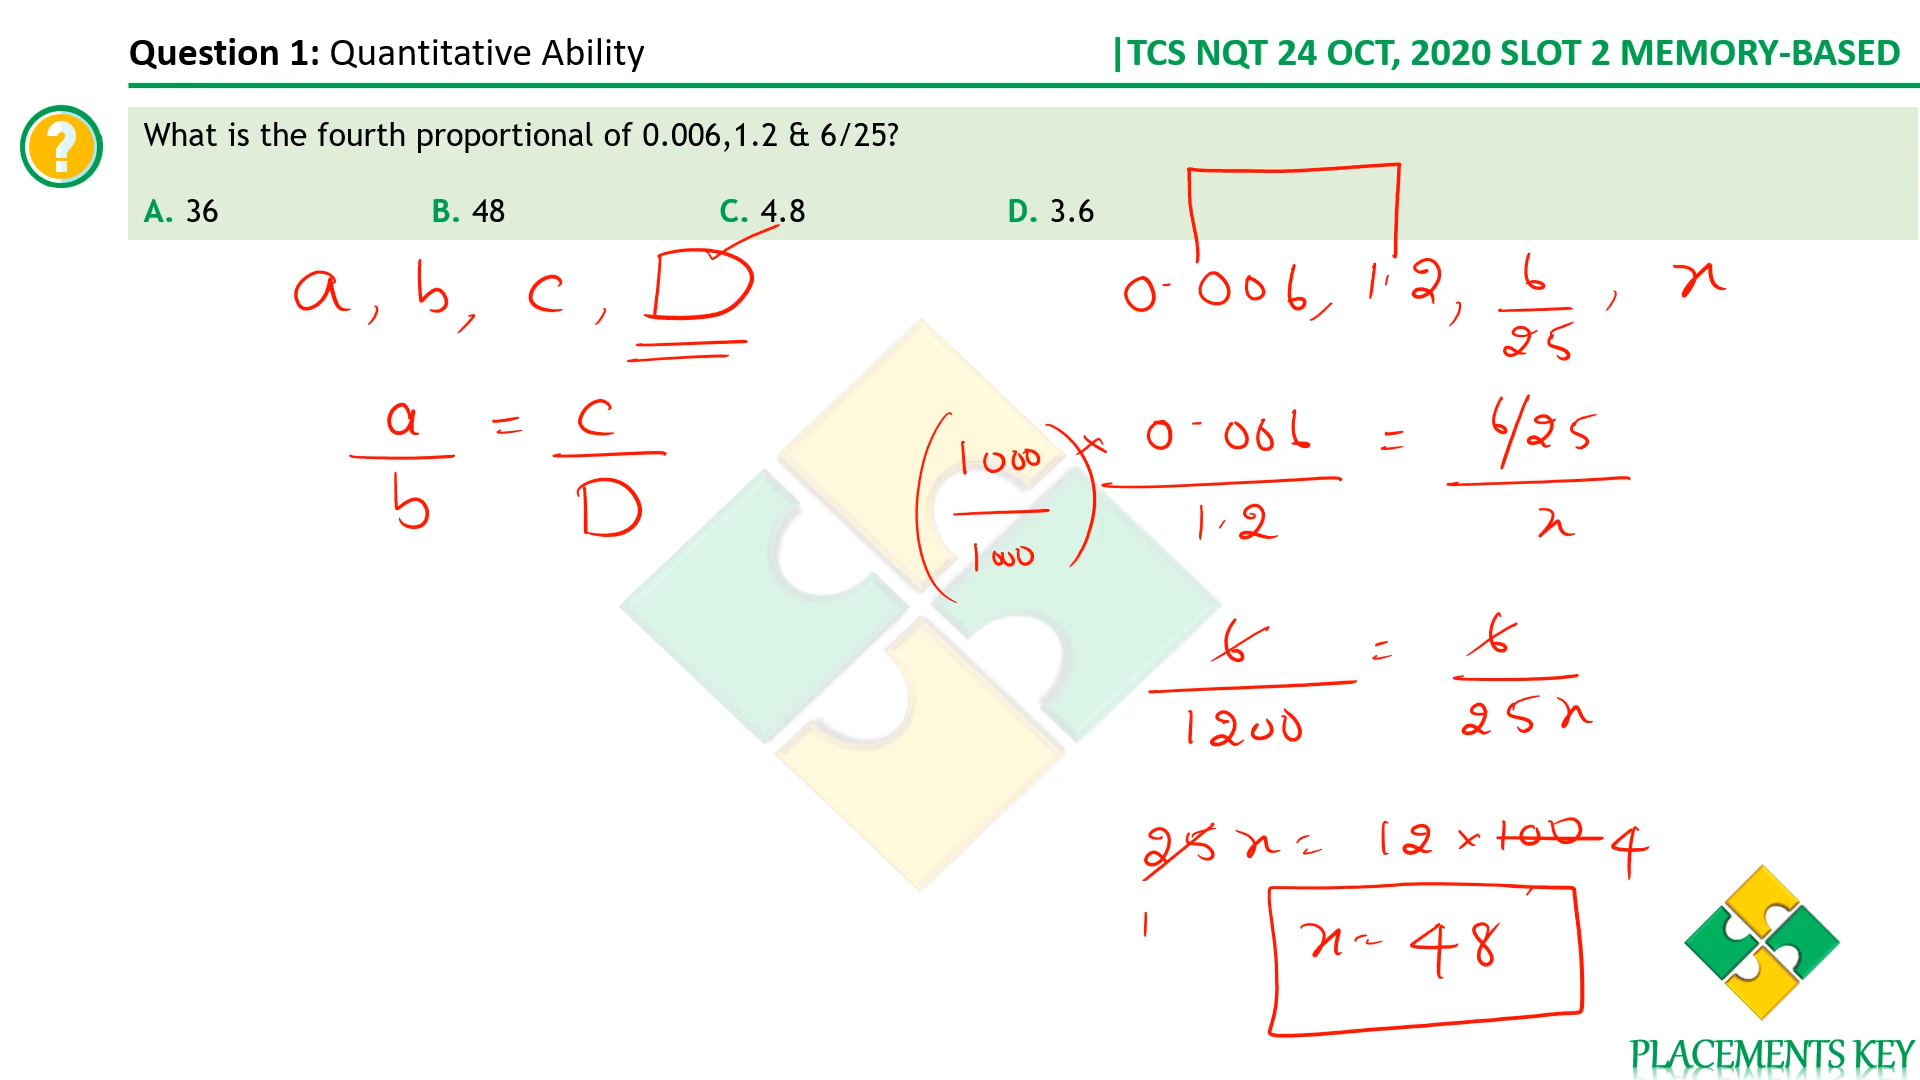 Question 1: Quantitative Ability
|TCS NQT 24 OCT, 2020 SLOT 2 MEMORY-BASED
?
What is the fourth proportional of 0.006,1.2 & 6/25?
A. 36 B. 48 C. 4.8 D. 3.6
a, b, c, D
0.006, 1.2, 6/25, x
a/b = c/D
(1000/1000) × 0.006/1.2 = 6/25/x
6/1200 = 6/25x
25x = 12 × 100 4
1
x = 48
PLACEMENTS KEY